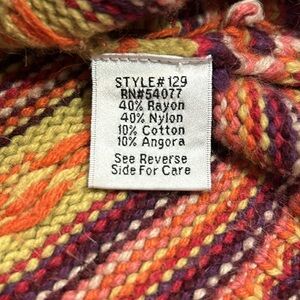 STYLE# 129
RN#54077
40% Rayon
40% Nylon
10% Cotton
10% Angora
See Reverse
Side For Care